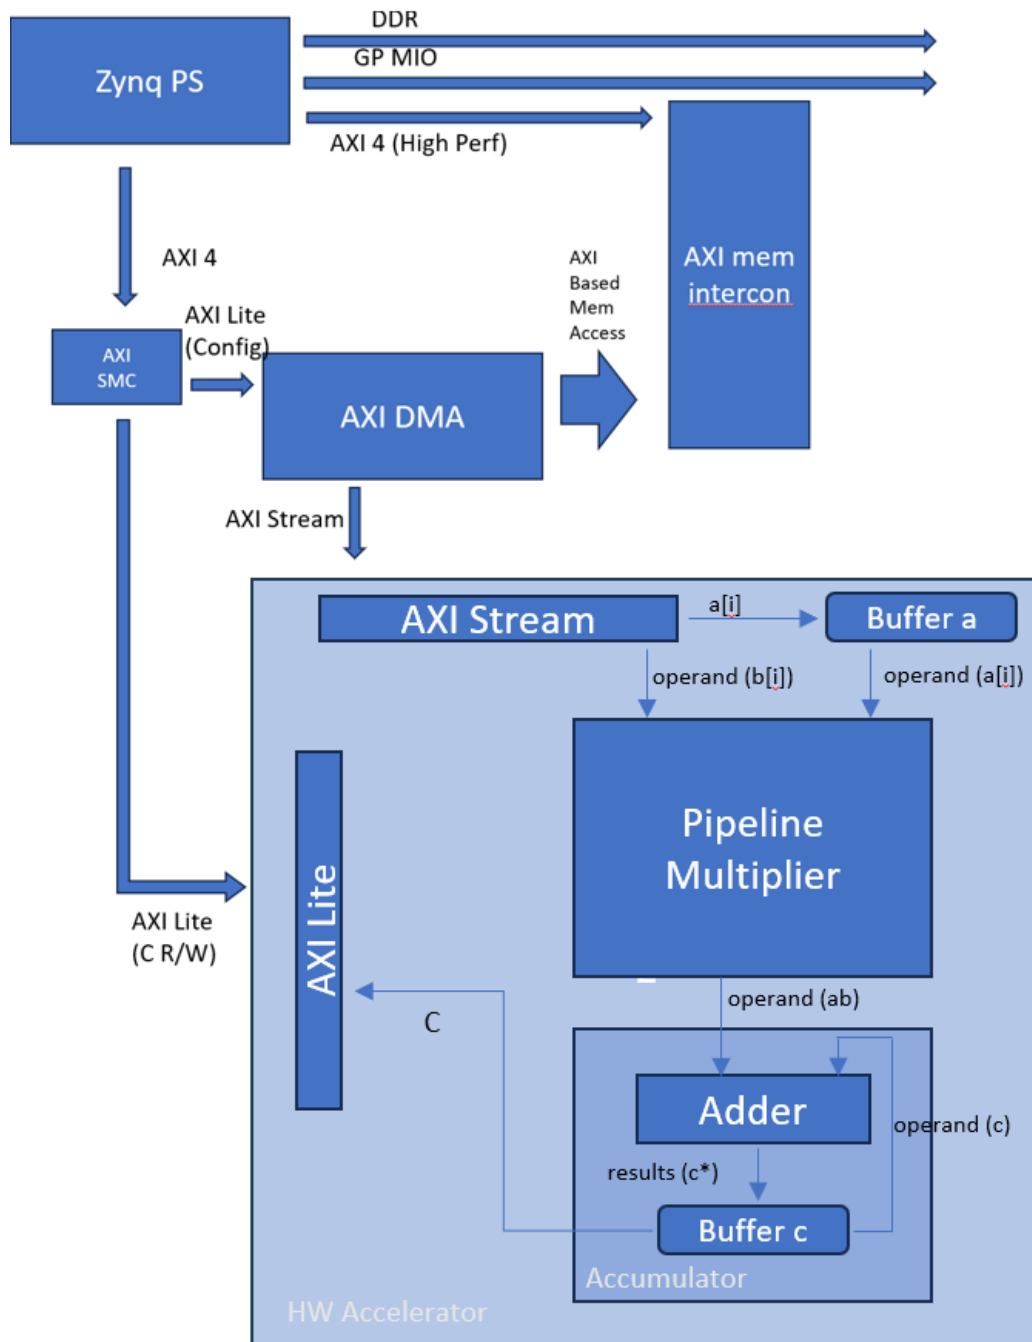 DDR
Zynq PS
GP MIO
AXI 4 (High Perf)
AXI 4
AXI
Based
Mem
Access
AXI mem
intercon
AXI Lite
(Config)
AXI
SMC
AXI DMA
AXI Stream
AXI Stream
a[i]
Buffer a
operand (b[i])
operand (a[i])
Pipeline
Multiplier
AXI Lite
AXI Lite
(C R/W)
operand (ab)
C
Adder
operand (c)
results (c*)
Buffer c
Accumulator
HW Accelerator